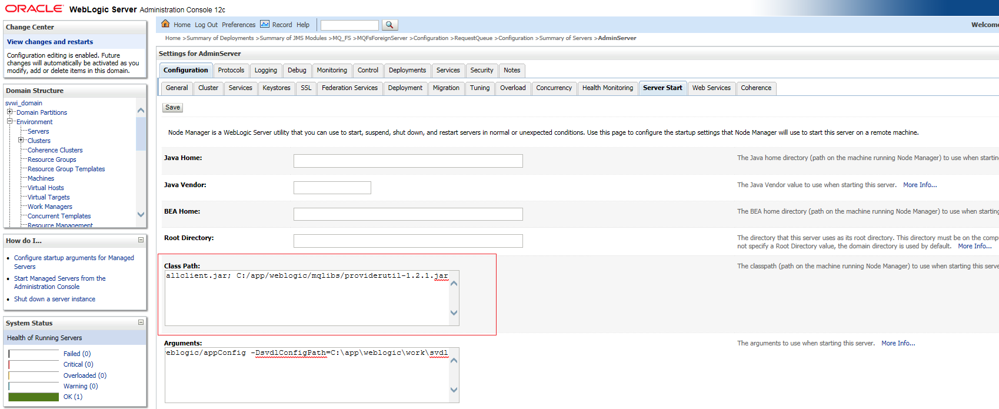 ORACLE WebLogic Server Administration Console 12c
Change Center
View changes and restarts
Configuration editing is enabled. Future
changes will automatically be activated as you
modify, add or delete items in this domain.
Domain Structure
svwi_domain
Domain Partitions
Environment
Servers
Clusters
Coherence Clusters
Resource Groups
Resource Group Templates
Machines
Virtual Hosts
Virtual Targets
Work Managers
Concurrent Templates
Resource Management
How do I...
Configure startup arguments for Managed
Servers
Start Managed Servers from the
Administration Console
Shut down a server instance
System Status
Health of Running Servers
Failed (0)
Critical (0)
Overloaded (0)
Warning (0)
OK (1)
Home Log Out Preferences Record Help
Welcome
Home >Summary of Deployments >Summary of JMS Modules >MQ_FS >MQFsForeignServer >Configuration >RequestQueue >Configuration >Summary of Servers >AdminServer
Settings for AdminServer
Configuration Protocols Logging Debug Monitoring Control Deployments Services Security Notes
General Cluster Services Keystores SSL Federation Services Deployment Migration Tuning Overload Concurrency Health Monitoring Server Start Web Services Coherence
Save
Node Manager is a WebLogic Server utility that you can use to start, suspend, shut down, and restart servers in normal or unexpected conditions. Use this page to configure the startup settings that Node Manager will use to start this server on a remote machine.
Java Home:
The Java home directory (path on the machine running Node Manager) to use when startin
Java Vendor:
The Java Vendor value to use when starting this server. More Info...
BEA Home:
The BEA home directory (path on the machine running Node Manager) to use when starting
Root Directory:
The directory that this server uses as its root directory. This directory must be on the compu
not specify a Root Directory value, the domain directory is used by default. More Info...
Class Path:
allclient.jar; C:/app/weblogic/mqlibs/providerutil-1.2.1.jar
The classpath (path on the machine running Node Manager) to use when starting this serve
Arguments:
eblogic/appConfig -DsvdlConfigPath=C:\app\weblogic\work\svdl
The arguments to use when starting this server. More Info...